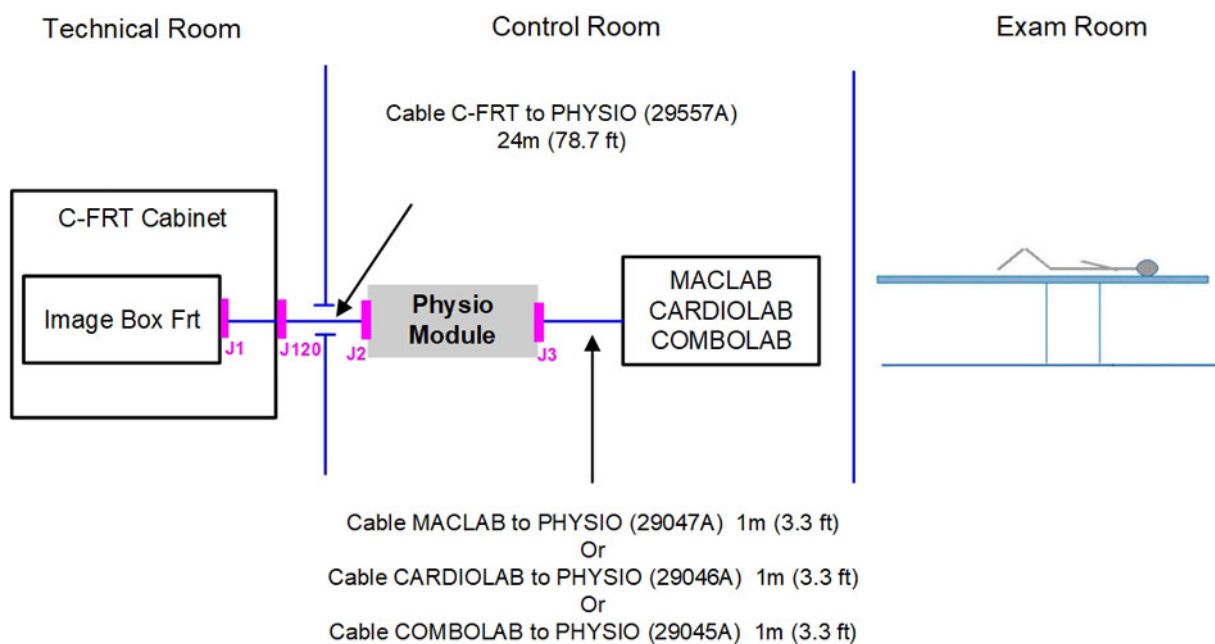 Technical Room
Control Room
Exam Room
Cable C-FRT to PHYSIO (29557A)
24m (78.7 ft)
C-FRT Cabinet
Image Box Frt
J1
J120
J2
Physio
Module
J3
MACLAB
CARDIOLAB
COMBOLAB
Cable MACLAB to PHYSIO (29047A) 1m (3.3 ft)
Or
Cable CARDIOLAB to PHYSIO (29046A) 1m (3.3 ft)
Or
Cable COMBOLAB to PHYSIO (29045A) 1m (3.3 ft)